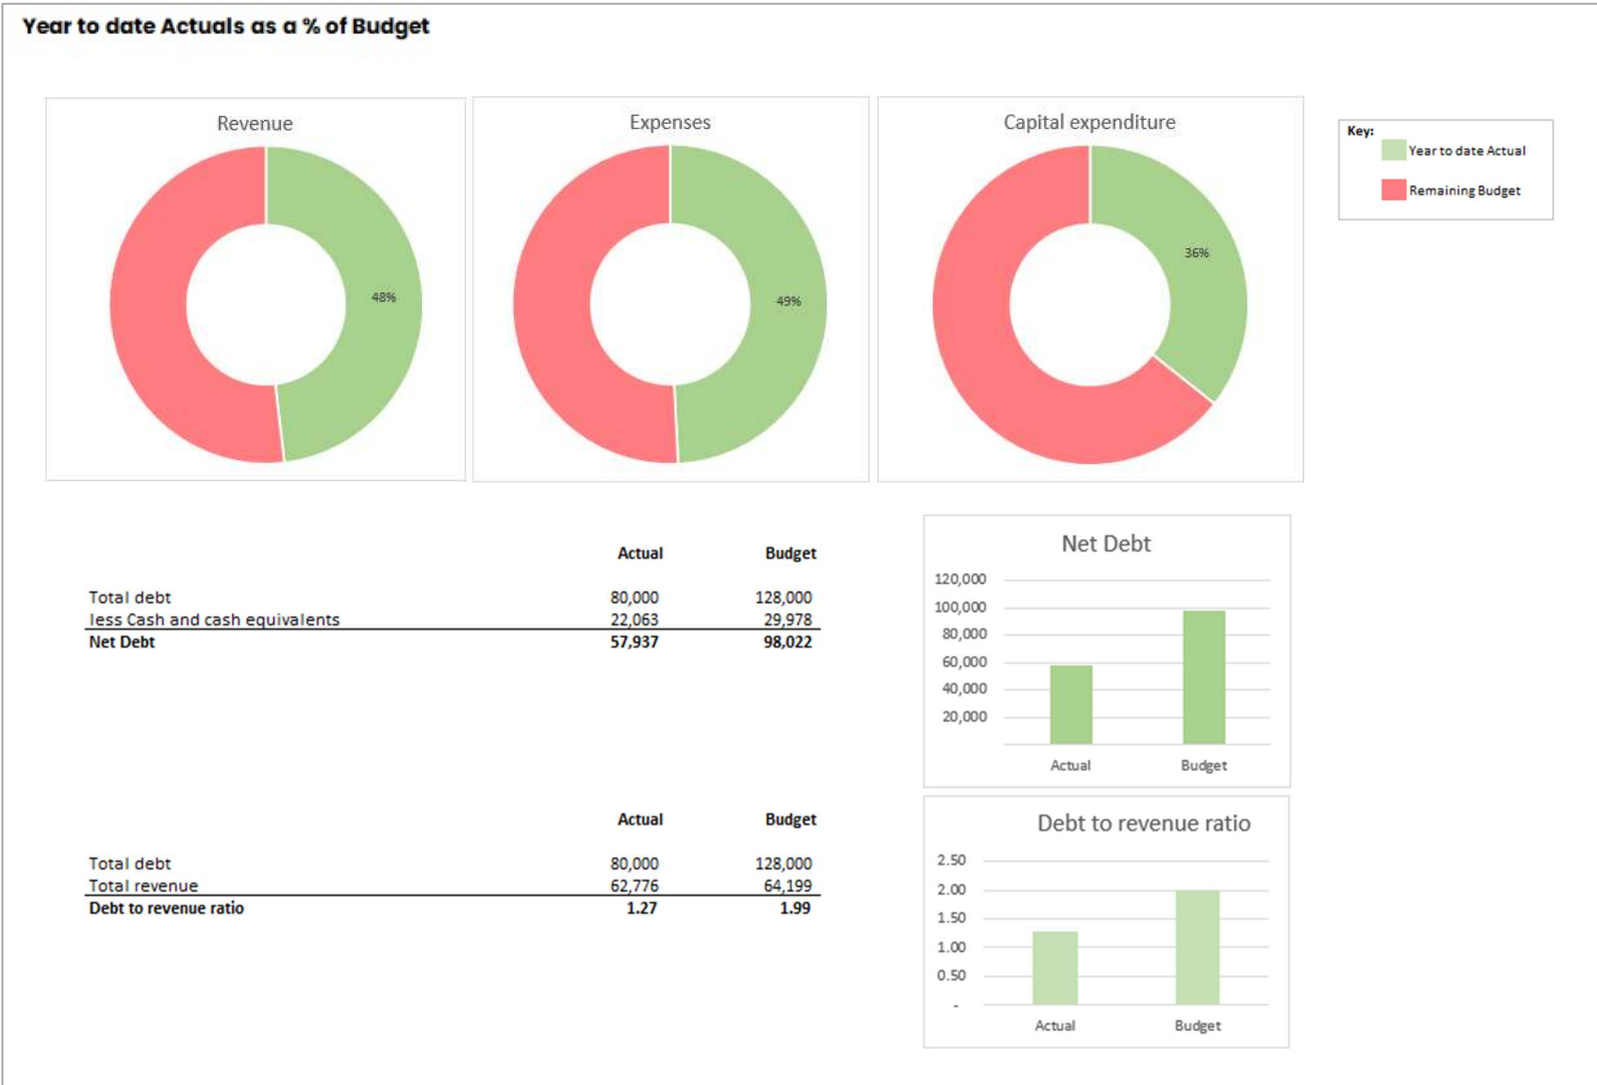 Year to date Actuals as a % of Budget
Revenue
48%
Expenses
49%
Capital expenditure
36%
Key:
Year to date Actual
Remaining Budget
Actual Budget
Total debt 80,000 128,000
less Cash and cash equivalents 22,063 29,978
Net Debt 57,937 98,022
Net Debt
120,000
100,000
80,000
60,000
40,000
20,000
Actual Budget
Actual Budget
Total debt 80,000 128,000
Total revenue 62,776 64,199
Debt to revenue ratio 1.27 1.99
Debt to revenue ratio
2.50
2.00
1.50
1.00
0.50
-
Actual Budget